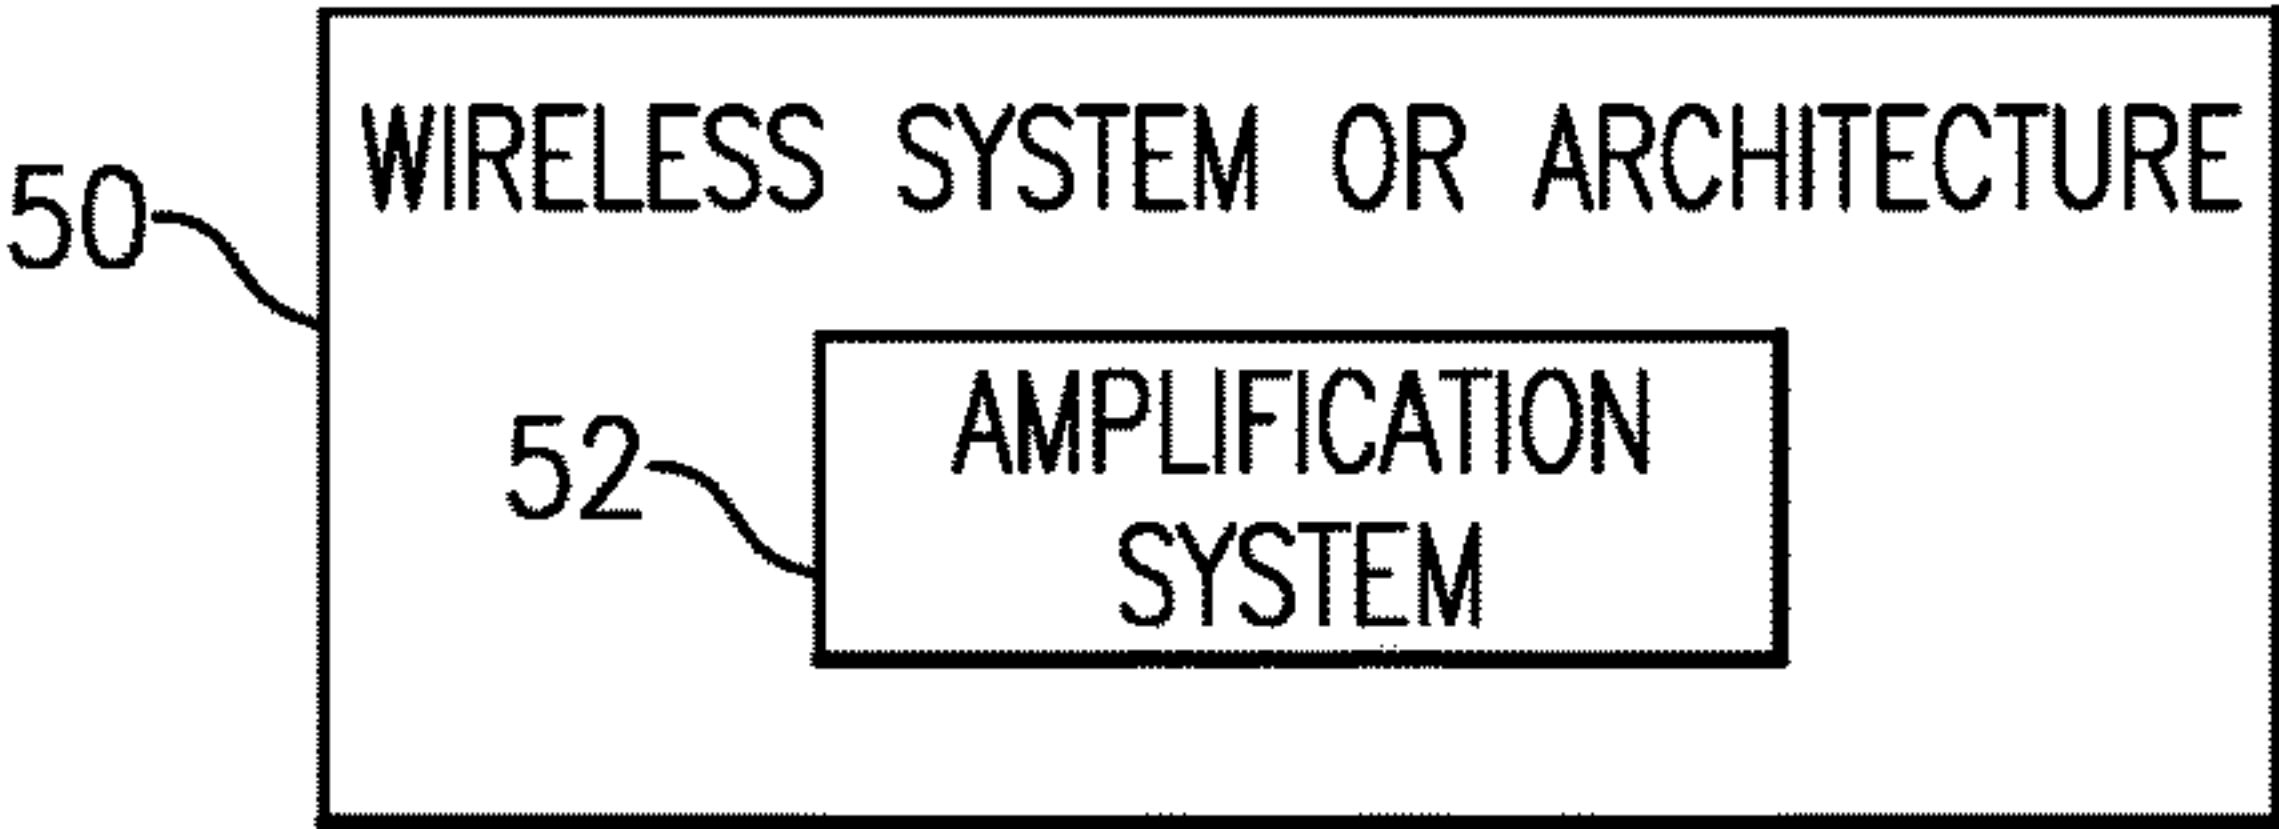 WIRELESS SYSTEM OR ARCHITECTURE
50
AMPLIFICATION
52
SYSTEM